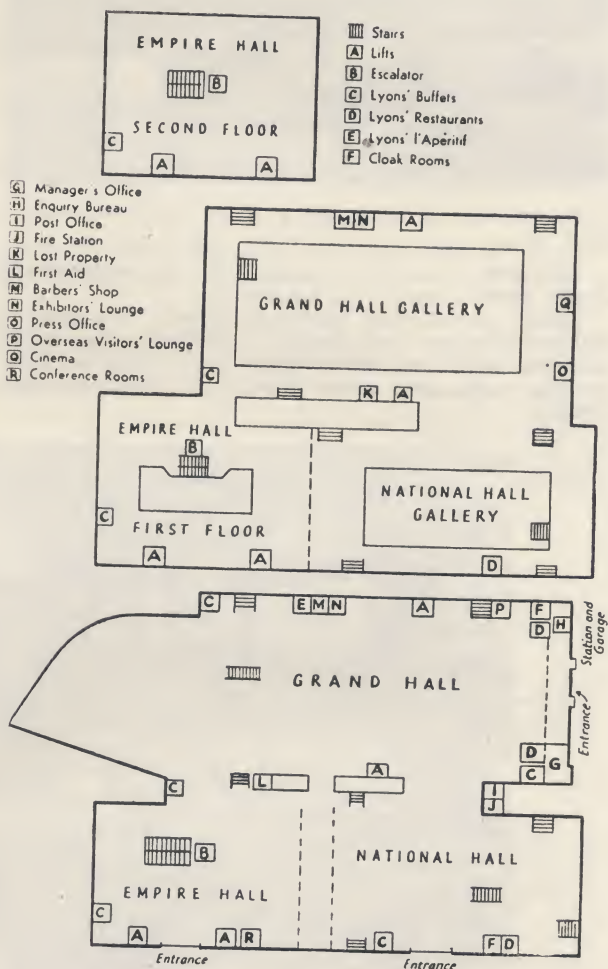 EMPIRE HALL
B
SECOND FLOOR
C
A A
Stairs
A Lifts
B Escalator
C Lyons' Buffets
D Lyons' Restaurants
E Lyons' l'Apéritif
F Cloak Rooms
G Manager's Office
H Enquiry Bureau
I Post Office
J Fire Station
K Lost Property
L First Aid
M Barbers' Shop
N Exhibitors' Lounge
O Press Office
P Overseas Visitors' Lounge
Q Cinema
R Conference Rooms
M N A
GRAND HALL GALLERY
Q
O
C
K A
EMPIRE HALL
B
NATIONAL HALL
GALLERY
C
FIRST FLOOR
A A D
C E M N A P F H
D
Station and
Garage
GRAND HALL
Entrance
D G
C
A
C L I
J
B
NATIONAL HALL
EMPIRE HALL
C
A A R C F D
Entrance Entrance